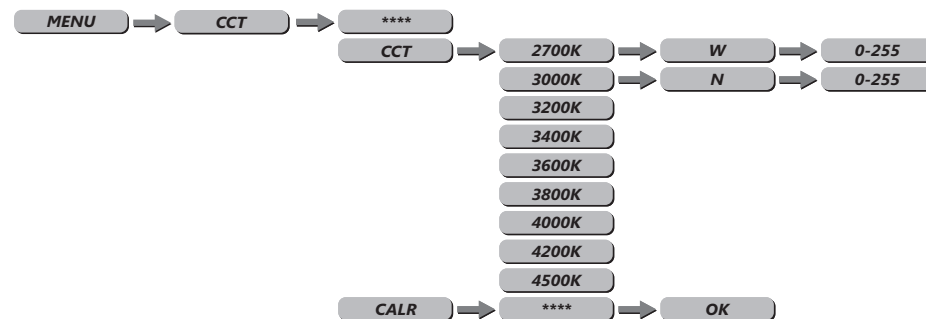 MENU CCT ****
CCT 2700K W 0-255
3000K N 0-255
3200K
3400K
3600K
3800K
4000K
4200K
4500K
CALR **** OK